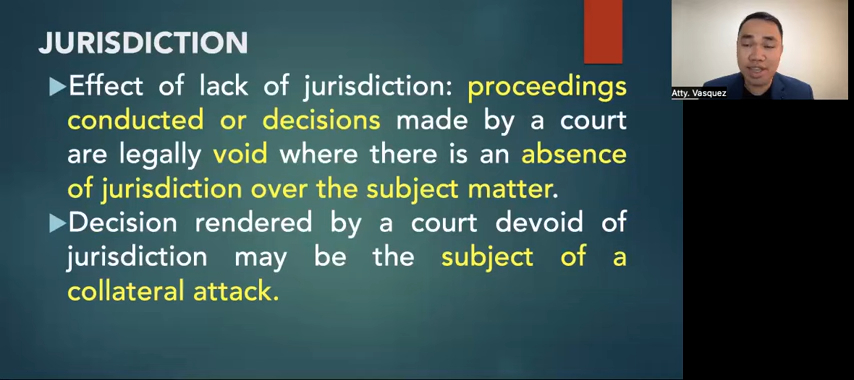 JURISDICTION
Effect of lack of jurisdiction: proceedings
conducted or decisions made by a court
are legally void where there is an absence
of jurisdiction over the subject matter.
Decision rendered by a court devoid of
jurisdiction may be the subject of a
collateral attack.
Atty. Vasquez